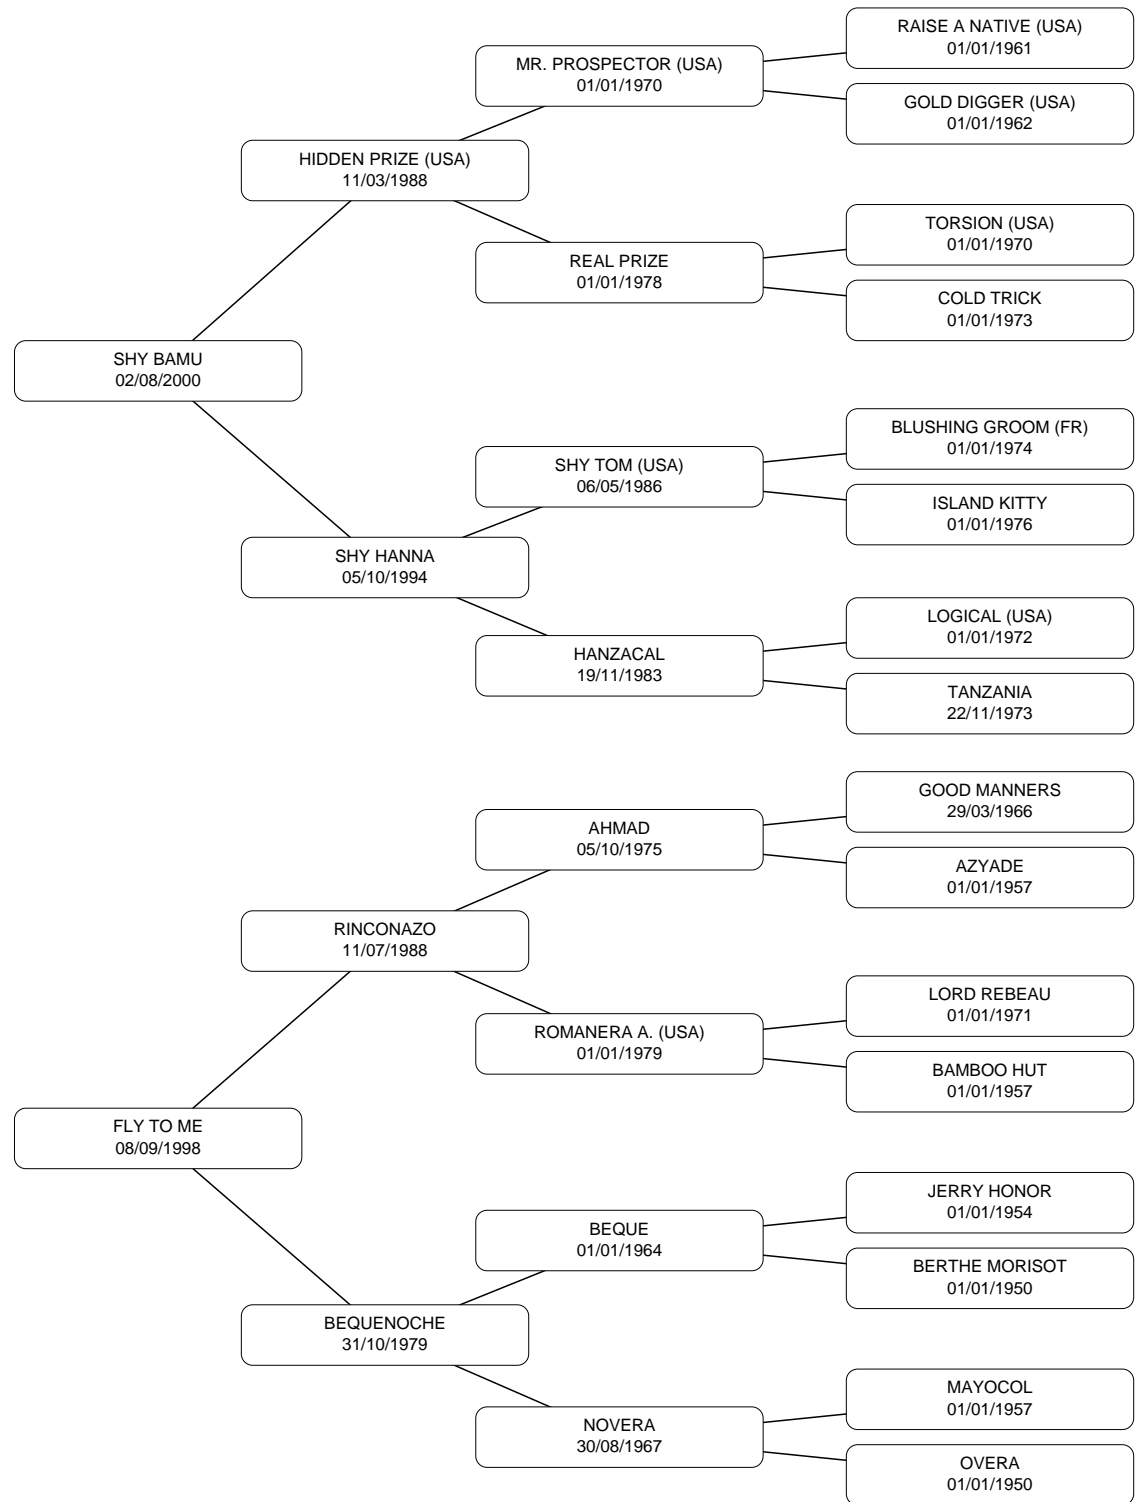 RAISE A NATIVE (USA)
01/01/1961
MR. PROSPECTOR (USA)
01/01/1970
GOLD DIGGER (USA)
01/01/1962
HIDDEN PRIZE (USA)
11/03/1988
TORSION (USA)
01/01/1970
REAL PRIZE
01/01/1978
COLD TRICK
01/01/1973
SHY BAMU
02/08/2000
BLUSHING GROOM (FR)
01/01/1974
SHY TOM (USA)
06/05/1986
ISLAND KITTY
01/01/1976
SHY HANNA
05/10/1994
LOGICAL (USA)
01/01/1972
HANZACAL
19/11/1983
TANZANIA
22/11/1973
GOOD MANNERS
29/03/1966
AHMAD
05/10/1975
AZYADE
01/01/1957
RINCONAZO
11/07/1988
LORD REBEAU
01/01/1971
ROMANERA A. (USA)
01/01/1979
BAMBOO HUT
01/01/1957
FLY TO ME
08/09/1998
JERRY HONOR
01/01/1954
BEQUE
01/01/1964
BERTHE MORISOT
01/01/1950
BEQUENOCHE
31/10/1979
MAYOCOL
01/01/1957
NOVERA
30/08/1967
OVERA
01/01/1950